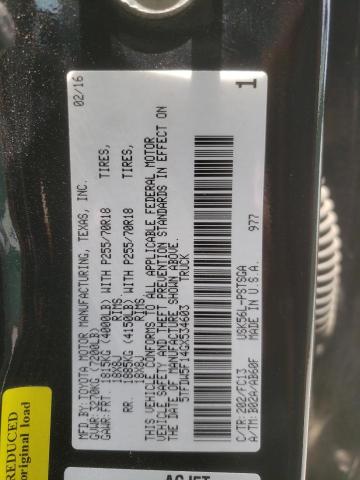 MFD.BY:TOYOTA MOTOR MANUFACTURING, TEXAS, INC. 02/16
GVWR:3270KG (7200LB)
GAWR:FRT. 1815KG (4000LB) WITH P255/70R18 TIRES,
18X8J RIMS,
RR. 1885KG (4150LB) WITH P255/70R18 TIRES,
18X8J RIMS,
THIS VEHICLE CONFORMS TO ALL APPLICABLE FEDERAL MOTOR
VEHICLE SAFETY AND THEFT PREVENTION STANDARDS IN EFFECT ON
THE DATE OF MANUFACTURE SHOWN ABOVE.
5TFDW5F14GX534603 TRUCK
1
977
C/TR:202/FC13 USK56L-PSTSGA
A/TM:B02A/AB60F MADE IN U.S.A.
REDUCED
original load